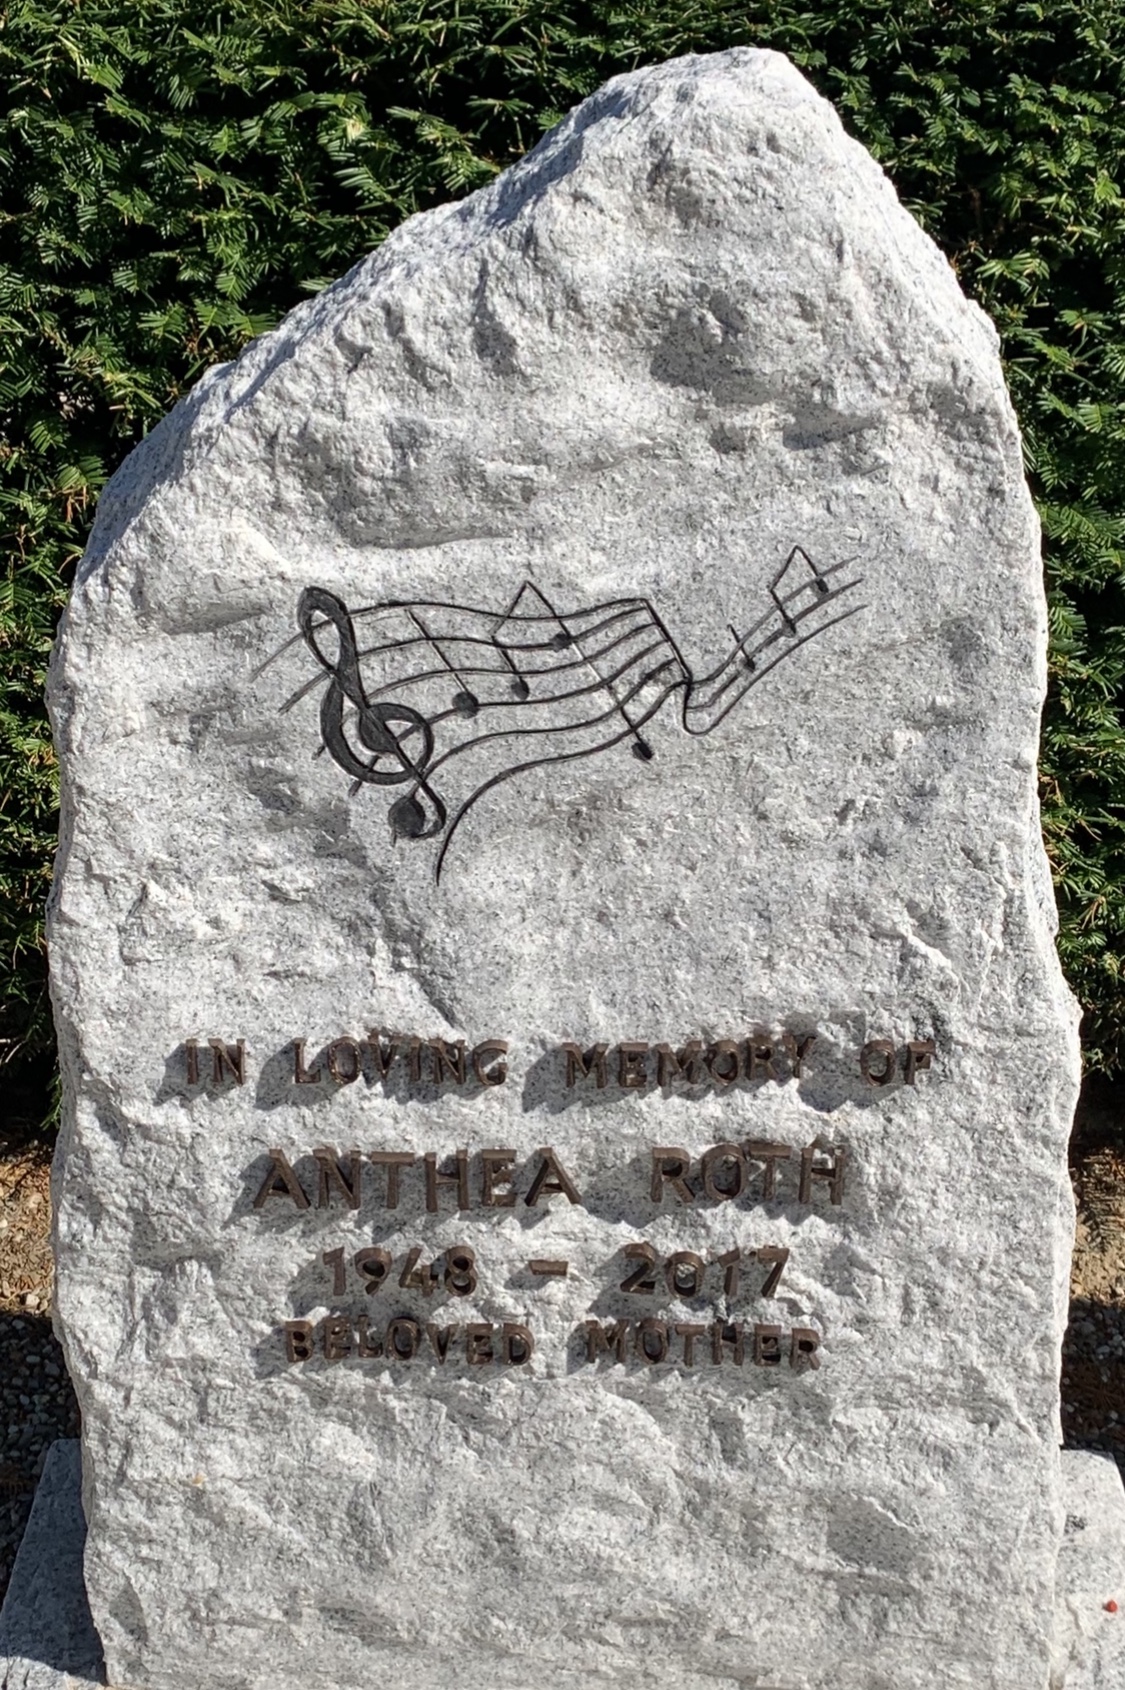 IN LOVING MEMORY OF
ANTHEA ROTH
1948 - 2017
BELOVED MOTHER